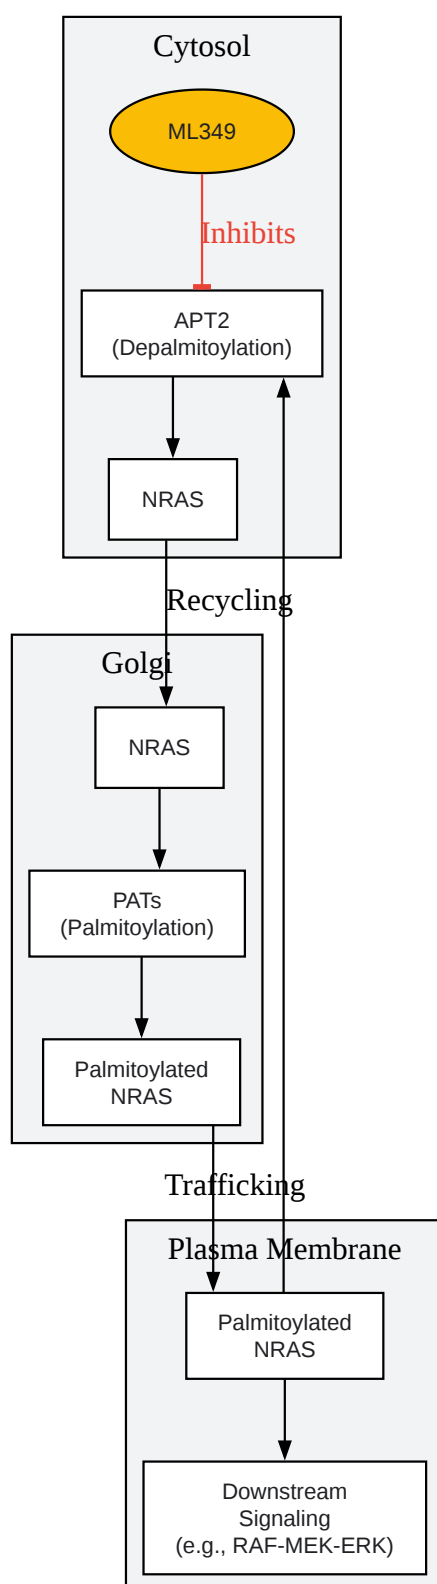 Cytosol
ML349
Inhibits
APT2
(Depalmitoylation)
NRAS
Recycling
Golgi
NRAS
PATs
(Palmitoylation)
Palmitoylated
NRAS
Trafficking
Plasma Membrane
Palmitoylated
NRAS
Downstream
Signaling
(e.g., RAF-MEK-ERK)